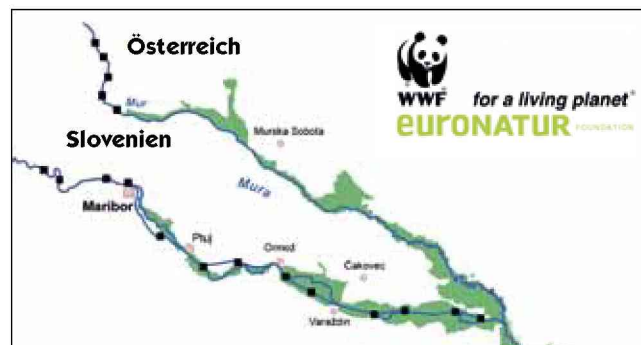 Österreich
WWF
for a living planet®
euronatur FOUNDATION
Mur
Slovenien
Murska Sobota
Mura
Maribor
Ptuj
Ormož
Čakovec
Varaždin